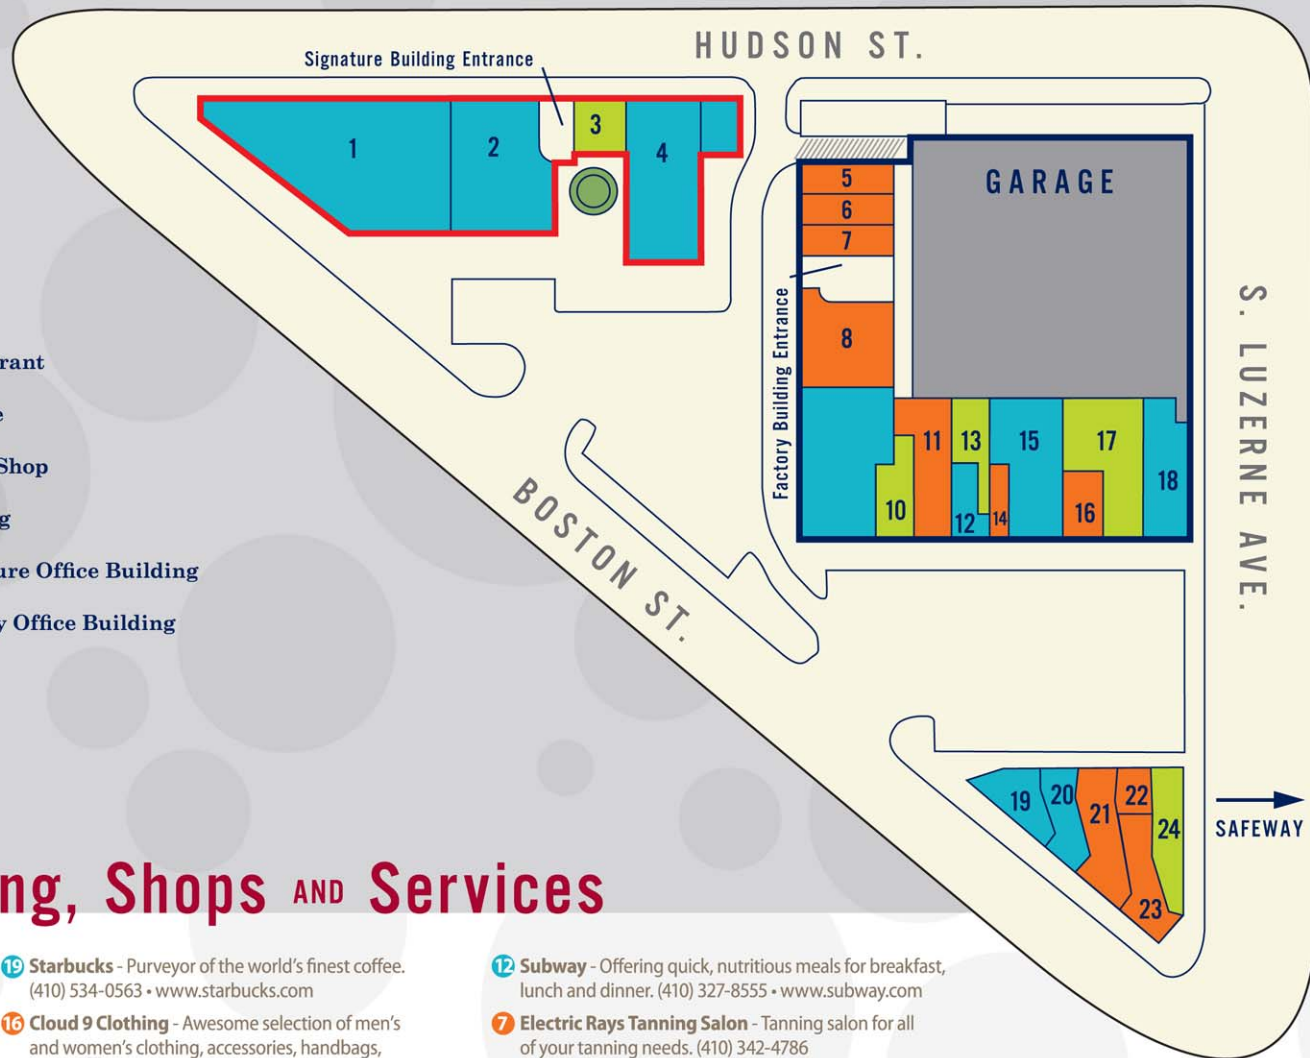 HUDSON ST.
Signature Building Entrance
1
2
3
4
5
6
7
GARAGE
Factory Building Entrance
8
S. LUZERNE AVE.
10
11
12
13
14
15
16
17
18
BOSTON ST.
rant
e
Shop
g
ure Office Building
y Office Building
19
20
21
22
23
24
SAFEWAY
ng, Shops AND Services
19 Starbucks - Purveyor of the world's finest coffee.
(410) 534-0563 • www.starbucks.com
16 Cloud 9 Clothing - Awesome selection of men's
and women's clothing, accessories, handbags,
12 Subway - Offering quick, nutritious meals for breakfast,
lunch and dinner. (410) 327-8555 • www.subway.com
7 Electric Rays Tanning Salon - Tanning salon for all
of your tanning needs. (410) 342-4786